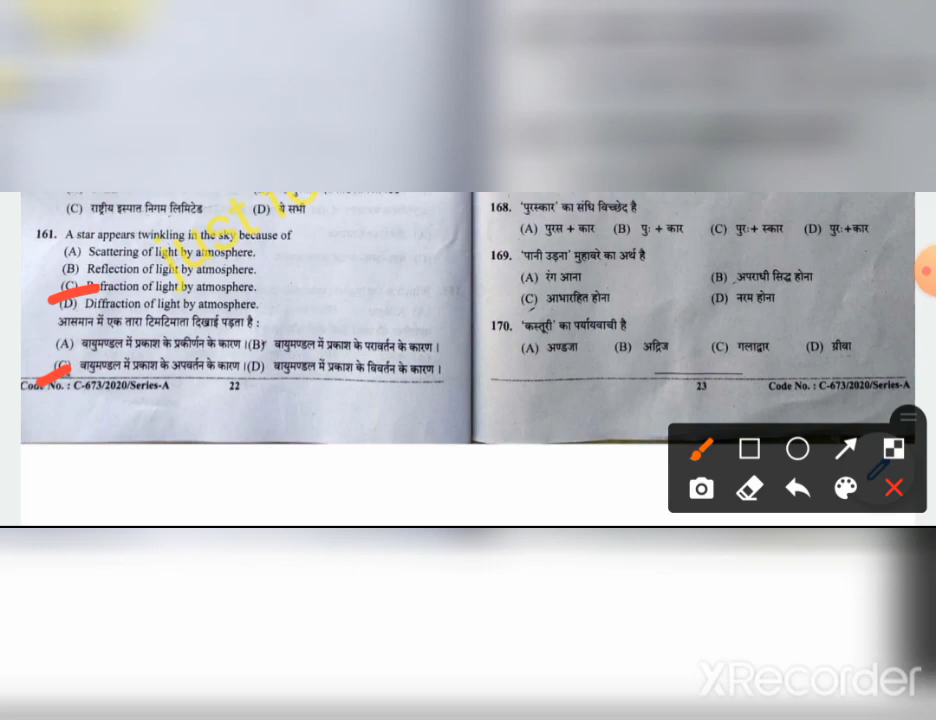 (C) राष्ट्रीय इस्पात निगम लिमिटेड (D) ये सभी
161. A star appears twinkling in the sky because of
(A) Scattering of light by atmosphere.
(B) Reflection of light by atmosphere.
(C) Refraction of light by atmosphere.
(D) Diffraction of light by atmosphere.
आसमान में एक तारा टिमटिमाता दिखाई पड़ता है :
(A) वायुमण्डल में प्रकाश के प्रकीर्णन के कारण । (B) वायुमण्डल में प्रकाश के परावर्तन के कारण ।
(C) वायुमण्डल में प्रकाश के अपवर्तन के कारण । (D) वायुमण्डल में प्रकाश के विवर्तन के कारण ।
Code No. : C-673/2020/Series-A 22
just
168. 'पुरस्कार' का संधि विच्छेद है
(A) पुरस + कार (B) पुः + कार (C) पुरः+ स्कार (D) पुरः+कार
169. 'पानी उड़ना' मुहाबरे का अर्थ है
(A) रंग आना (B) अपराधी सिद्ध होना
(C) आभारहित होना (D) नरम होना
170. 'कस्तूरी' का पर्यायवाची है
(A) अण्डजा (B) अद्रिज (C) गलाद्वार (D) ग्रीवा
23 Code No. : C-673/2020/Series-A
XRecorder